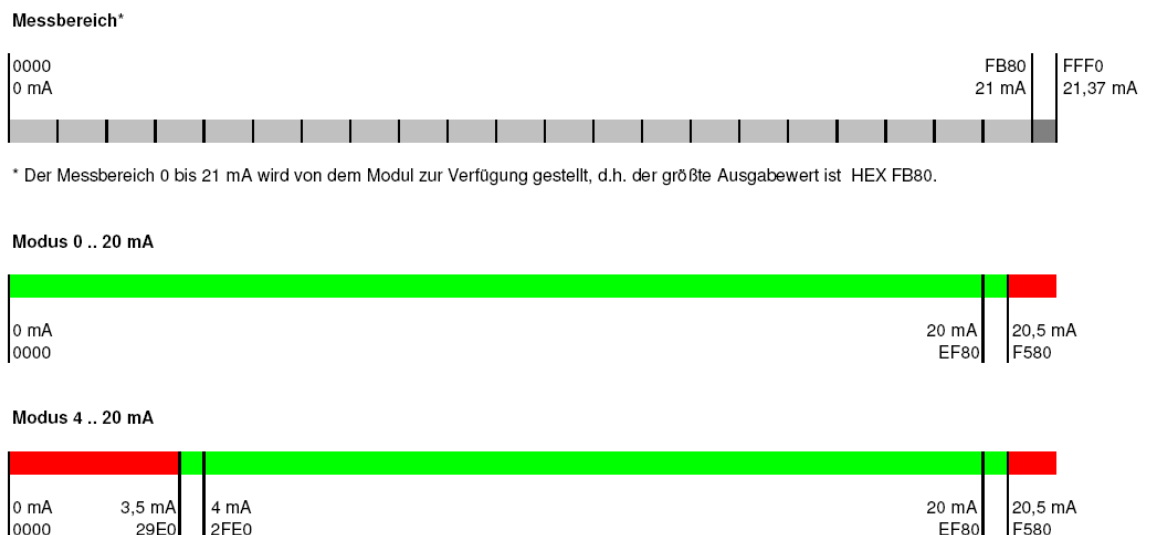 Messbereich*
0000 FB80 FFF0
0 mA 21 mA 21,37 mA
* Der Messbereich 0 bis 21 mA wird von dem Modul zur Verfügung gestellt, d.h. der größte Ausgabewert ist HEX FB80.
Modus 0 .. 20 mA
0 mA 20 mA 20,5 mA
0000 EF80 F580
Modus 4 .. 20 mA
0 mA 3,5 mA 4 mA 20 mA 20,5 mA
0000 29E0 2FE0 EF80 F580